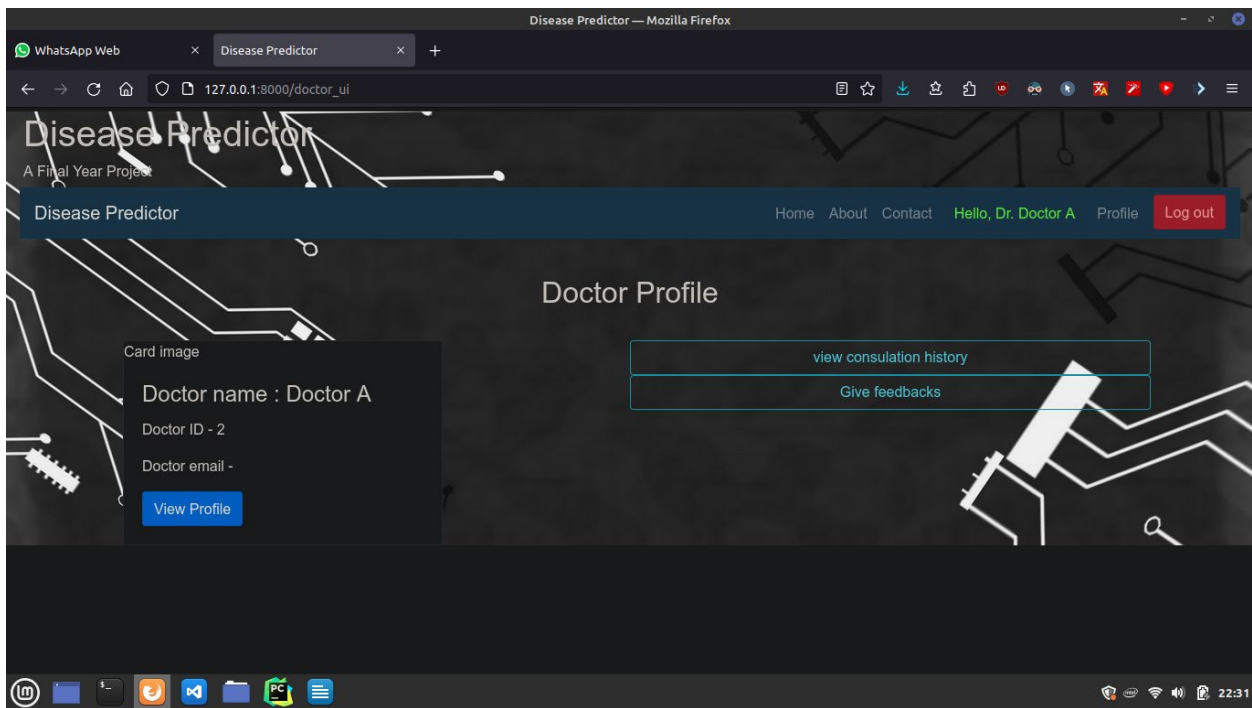 Disease Predictor — Mozilla Firefox
WhatsApp Web
Disease Predictor
127.0.0.1:8000/doctor_ui
Disease Predictor
A Final Year Project
Disease Predictor
Home About Contact Hello, Dr. Doctor A Profile Log out
Doctor Profile
Card image
Doctor name : Doctor A
Doctor ID - 2
Doctor email -
View Profile
view consulation history
Give feedbacks
22:31